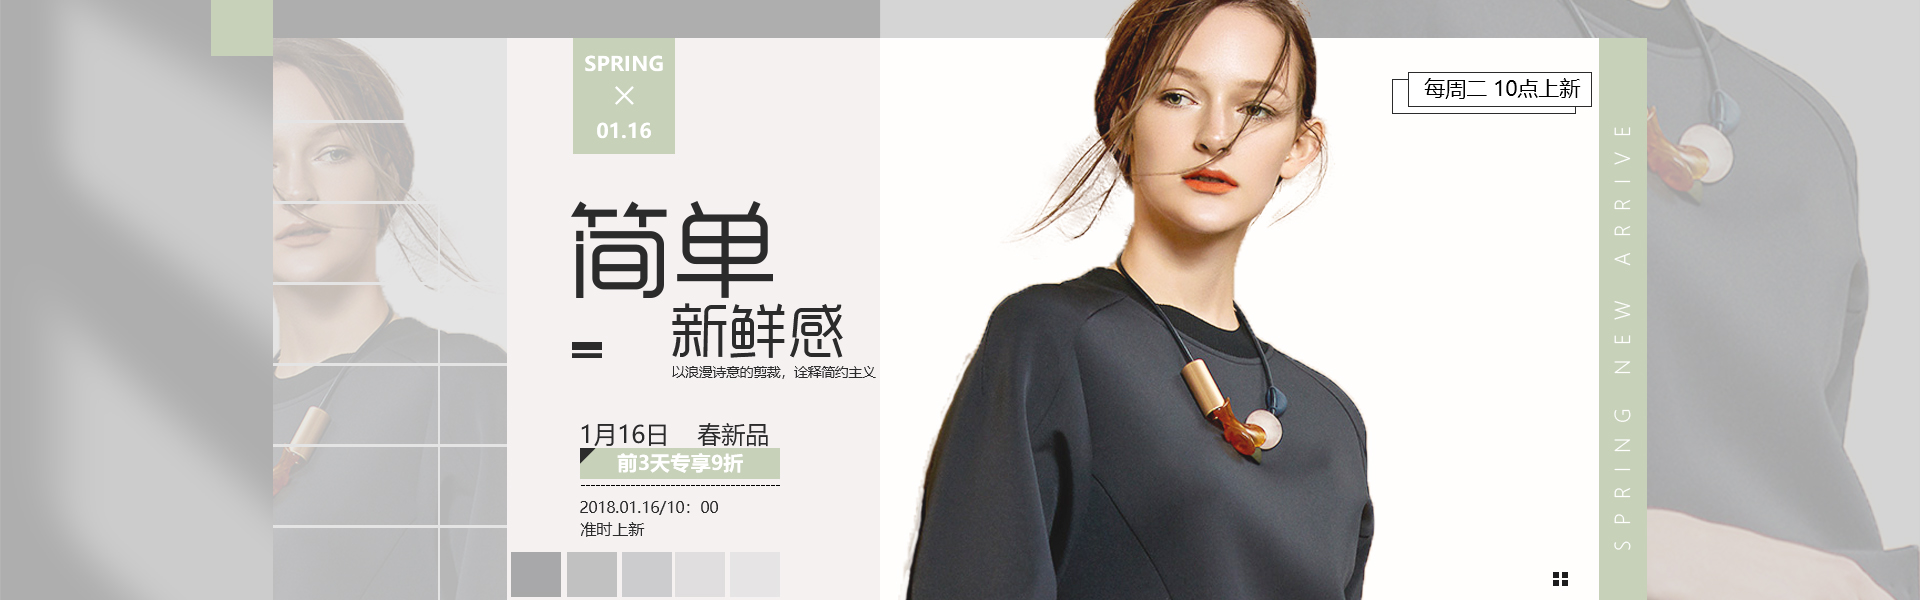 SPRING
×
01.16
简单
=
新鲜感
以浪漫诗意的剪裁，诠释简约主义
1月16日 春新品
前3天专享9折
2018.01.16/10：00
准时上新
每周二 10点上新
SPRING NEW ARRIVE